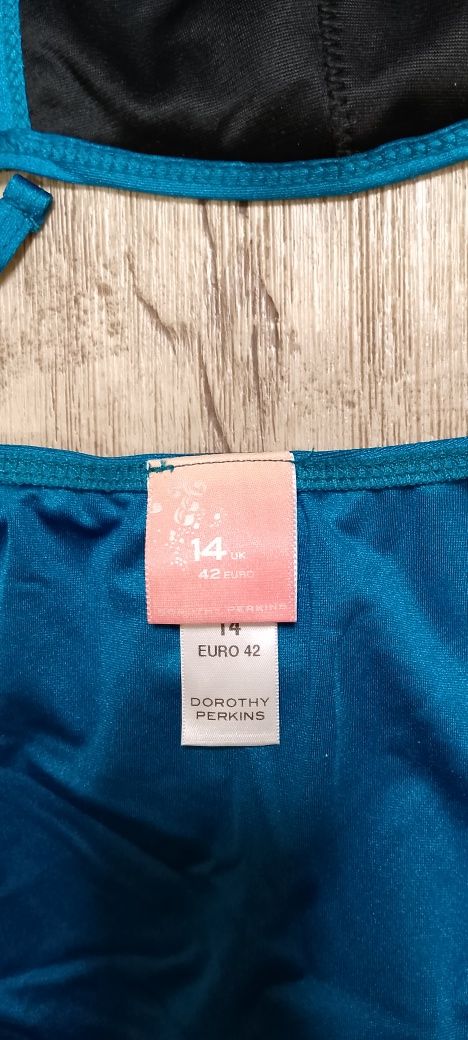 14 UK
42 EURO
DOROTHY PERKINS
14
EURO 42
DOROTHY
PERKINS